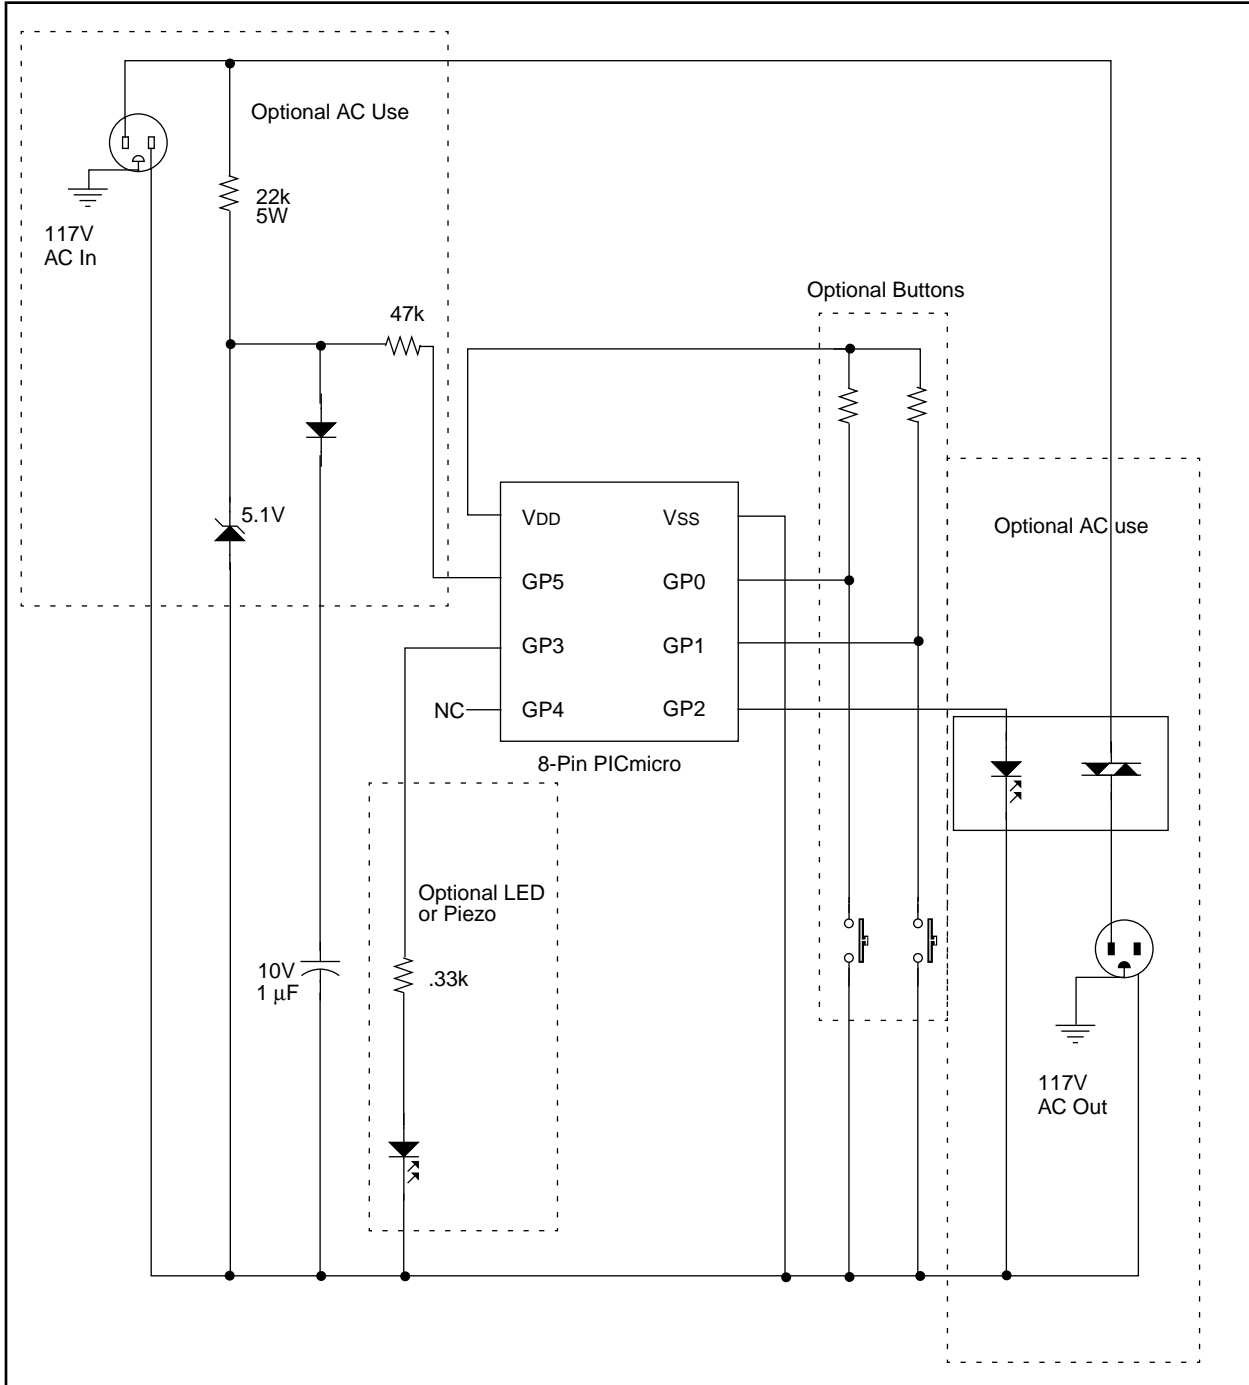 Optional AC Use
22k
5W
117V
AC In
47k
Optional Buttons
5.1V
VDD
VSS
GP5
GP0
GP3
GP1
NC
GP4
GP2
8-Pin PICmicro
Optional AC use
Optional LED
or Piezo
.33k
10V
1 μF
117V
AC Out